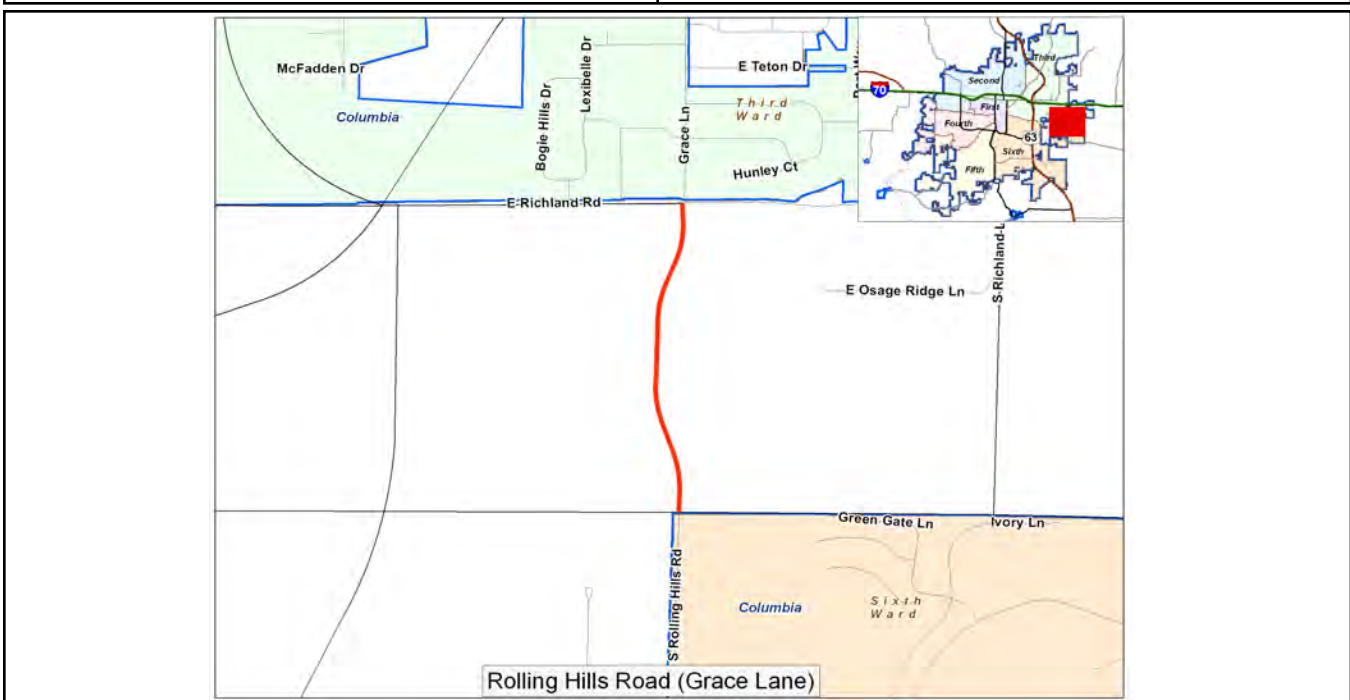 McFadden Dr
Columbia
Bogie Hills Dr
Lexibelle Dr
Grace Ln
E Teton Dr
Third
Ward
Hunley Ct
E Richland Rd
70
Third
Second
First
Fourth
63
Sixth
Fifth
E Osage Ridge Ln
Green Gate Ln
Ivory Ln
S Rolling Hills Rd
Columbia
Sixth
Ward
Rolling Hills Road (Grace Lane)